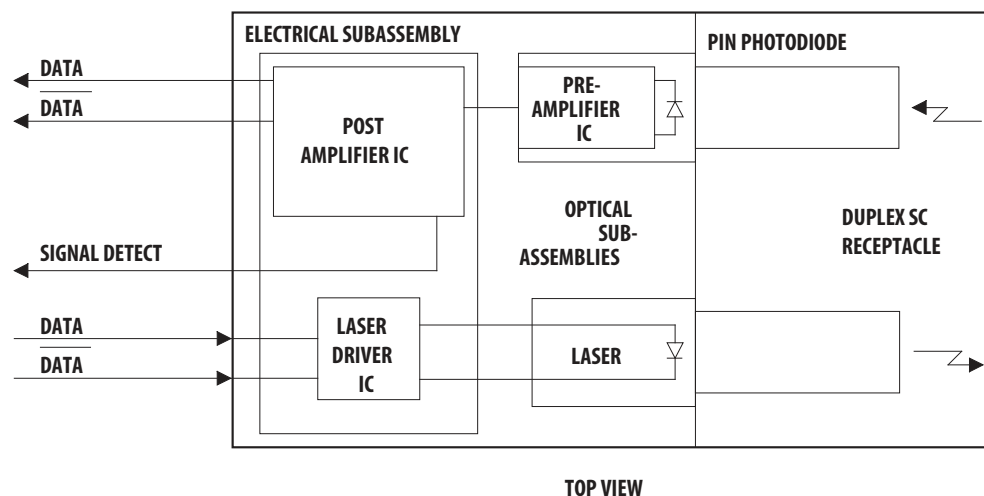 ELECTRICAL SUBASSEMBLY
PIN PHOTODIODE
DATA
DATA
POST
AMPLIFIER IC
PRE-
AMPLIFIER
IC
SIGNAL DETECT
OPTICAL
SUB-
ASSEMBLIES
DUPLEX SC
RECEPTACLE
DATA
DATA
LASER
DRIVER
IC
LASER
TOP VIEW